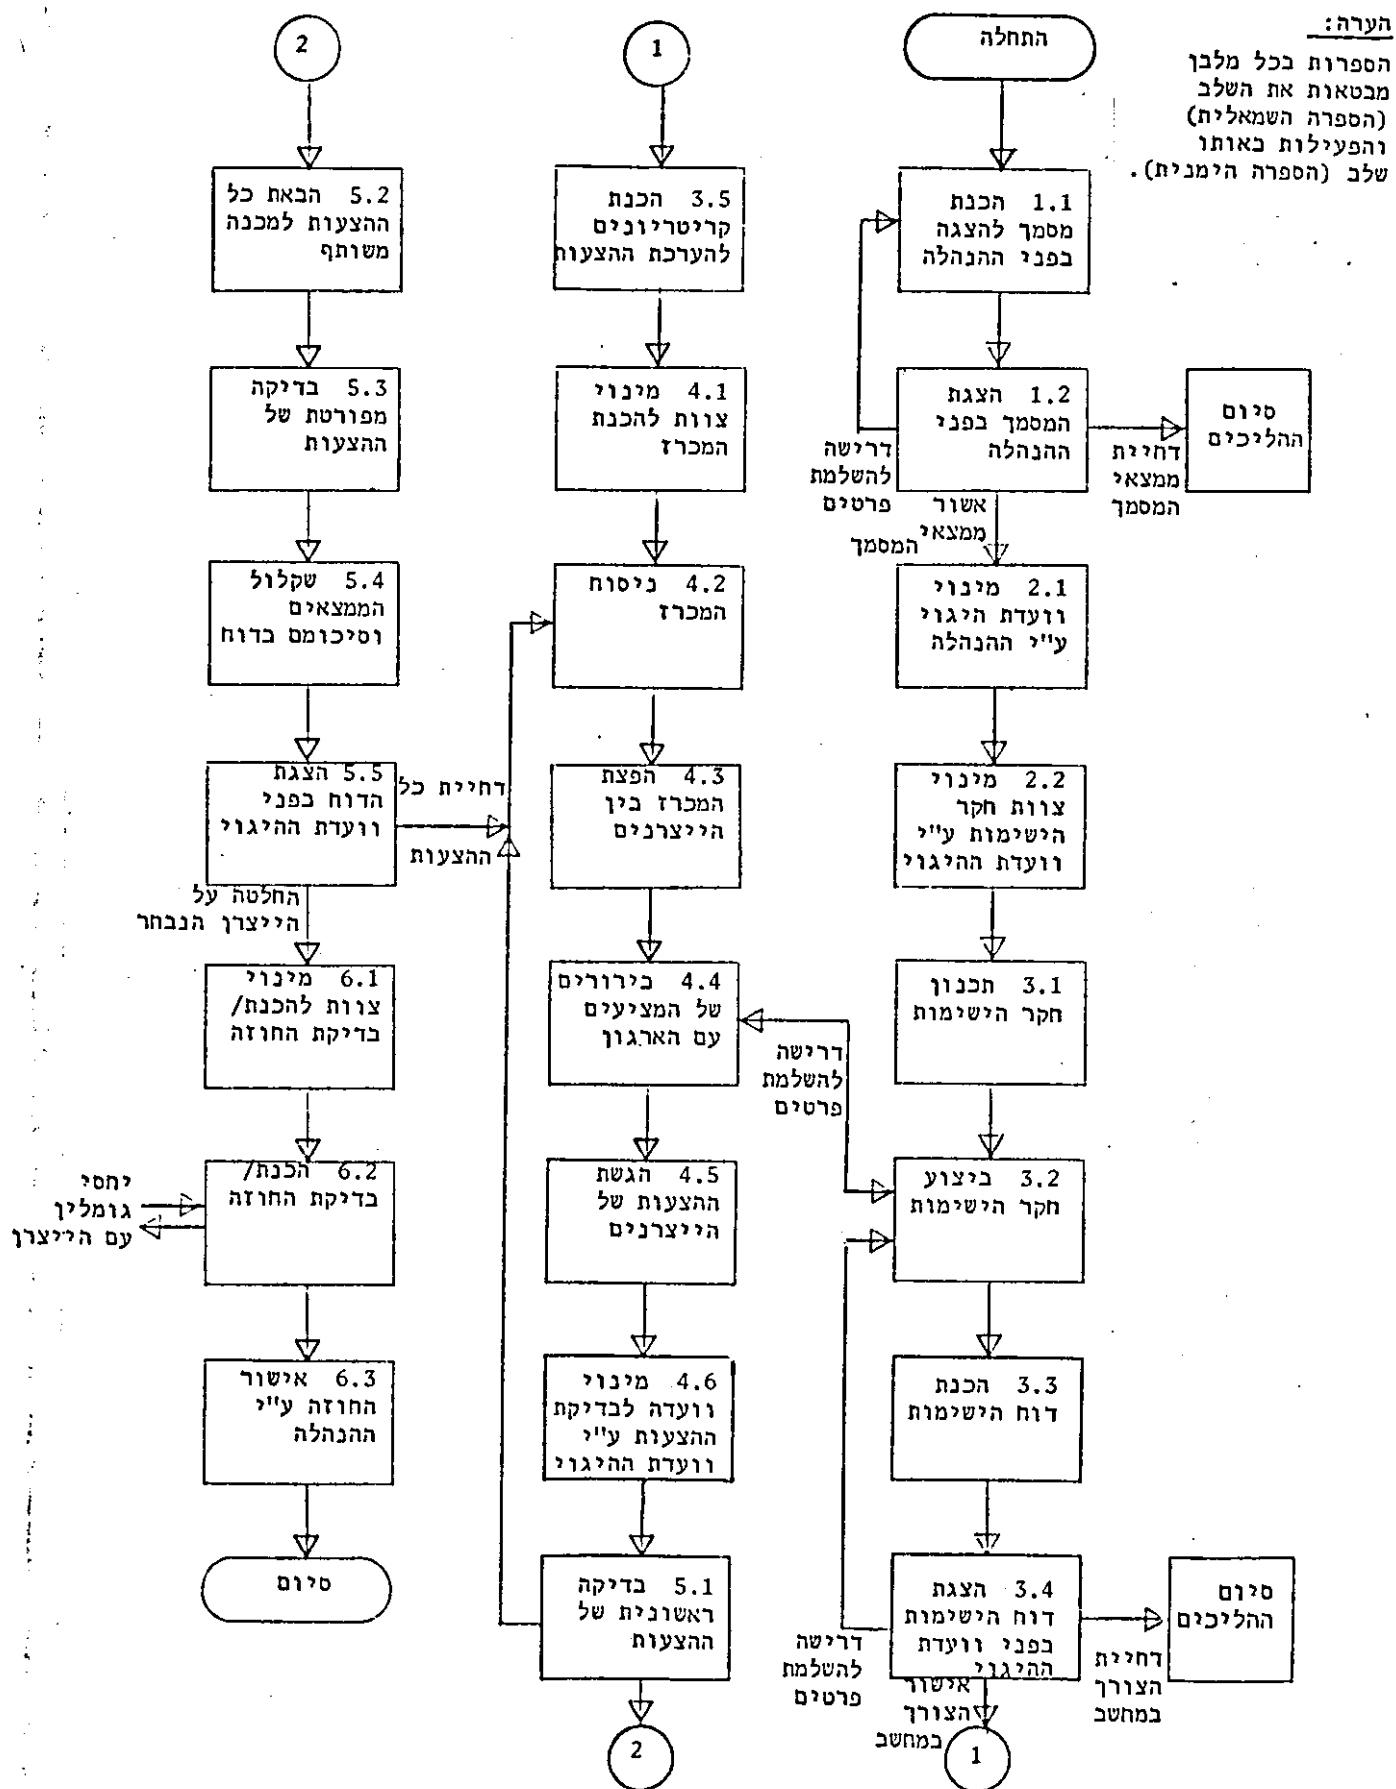 הערה:
הספרות בכל מלבן
מבטאות את השלב
(הספרה השמאלית)
והפעילות באותו
שלב (הספרה הימנית).
התחלה
1.1 הכנת
מסמך להצגה
בפני ההנהלה
1.2 הצגת
המסמך בפני
ההנהלה
דרישה
להשלמת
פרטים
דחיית
ממצאי
המסמך
סיום
ההליכים
אשור
ממצאי
המסמך
2.1 מינוי
וועדת היגוי
ע"י ההנהלה
2.2 מינוי
צוות חקר
הישימות ע"י
וועדת ההיגוי
3.1 תכנון
חקר הישימות
3.2 ביצוע
חקר הישימות
3.3 הכנת
דוח הישימות
3.4 הצגת
דוח הישימות
בפני וועדת
ההיגוי
דרישה
להשלמת
פרטים
דחיית
הצורך
במחשב
סיום
ההליכים
אישור
הצורך
במחשב
1
1
3.5 הכנת
קריטריונים
להערכת ההצעות
4.1 מינוי
צוות להכנת
המכרז
4.2 ניסוח
המכרז
4.3 הפצת
המכרז בין
הייצרנים
4.4 בירורים
של המציעים
עם הארגון
דרישה
להשלמת
פרטים
4.5 הגשת
ההצעות של
הייצרנים
4.6 מינוי
וועדה לבדיקת
ההצעות ע"י
וועדת ההיגוי
5.1 בדיקה
ראשונית של
ההצעות
2
2
5.2 הבאת כל
ההצעות למכנה
משותף
5.3 בדיקה
מפורטת של
ההצעות
5.4 שקלול
הממצאים
וסיכומם בדוח
5.5 הצגת
הדוח בפני
וועדת ההיגוי
דחיית כל
ההצעות
החלטה על
הייצרן הנבחר
6.1 מינוי
צוות להכנת/
בדיקת החוזה
6.2 הכנת/
בדיקת החוזה
יחסי
גומלין
עם הייצרן
6.3 אישור
החוזה ע"י
ההנהלה
סיום